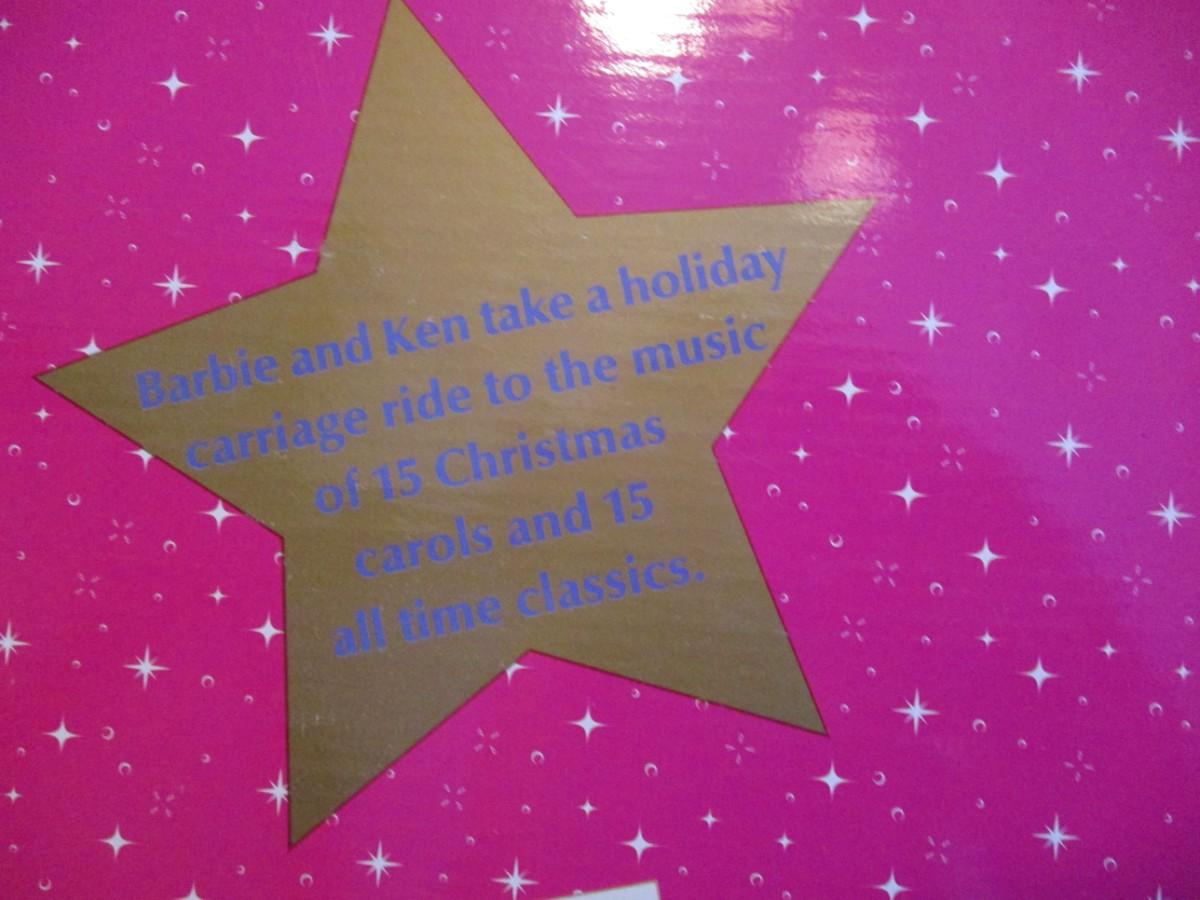 Barbie and Ken take a holiday
carriage ride to the music
of 15 Christmas
carols and 15
all time classics.